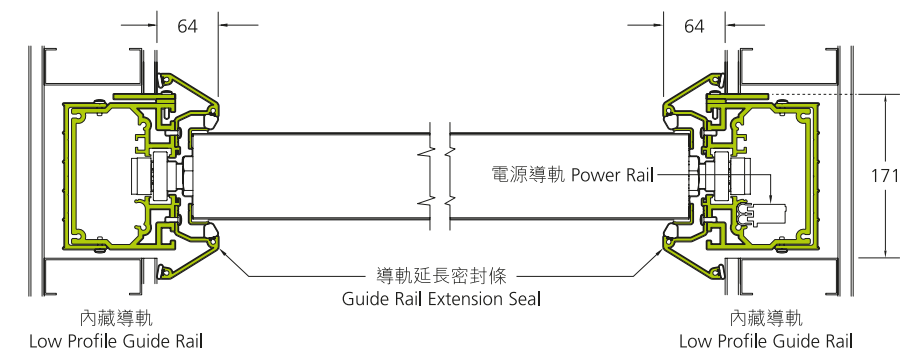 64
64
電源導軌 Power Rail
171
導軌延長密封條
Guide Rail Extension Seal
內藏導軌
Low Profile Guide Rail
內藏導軌
Low Profile Guide Rail